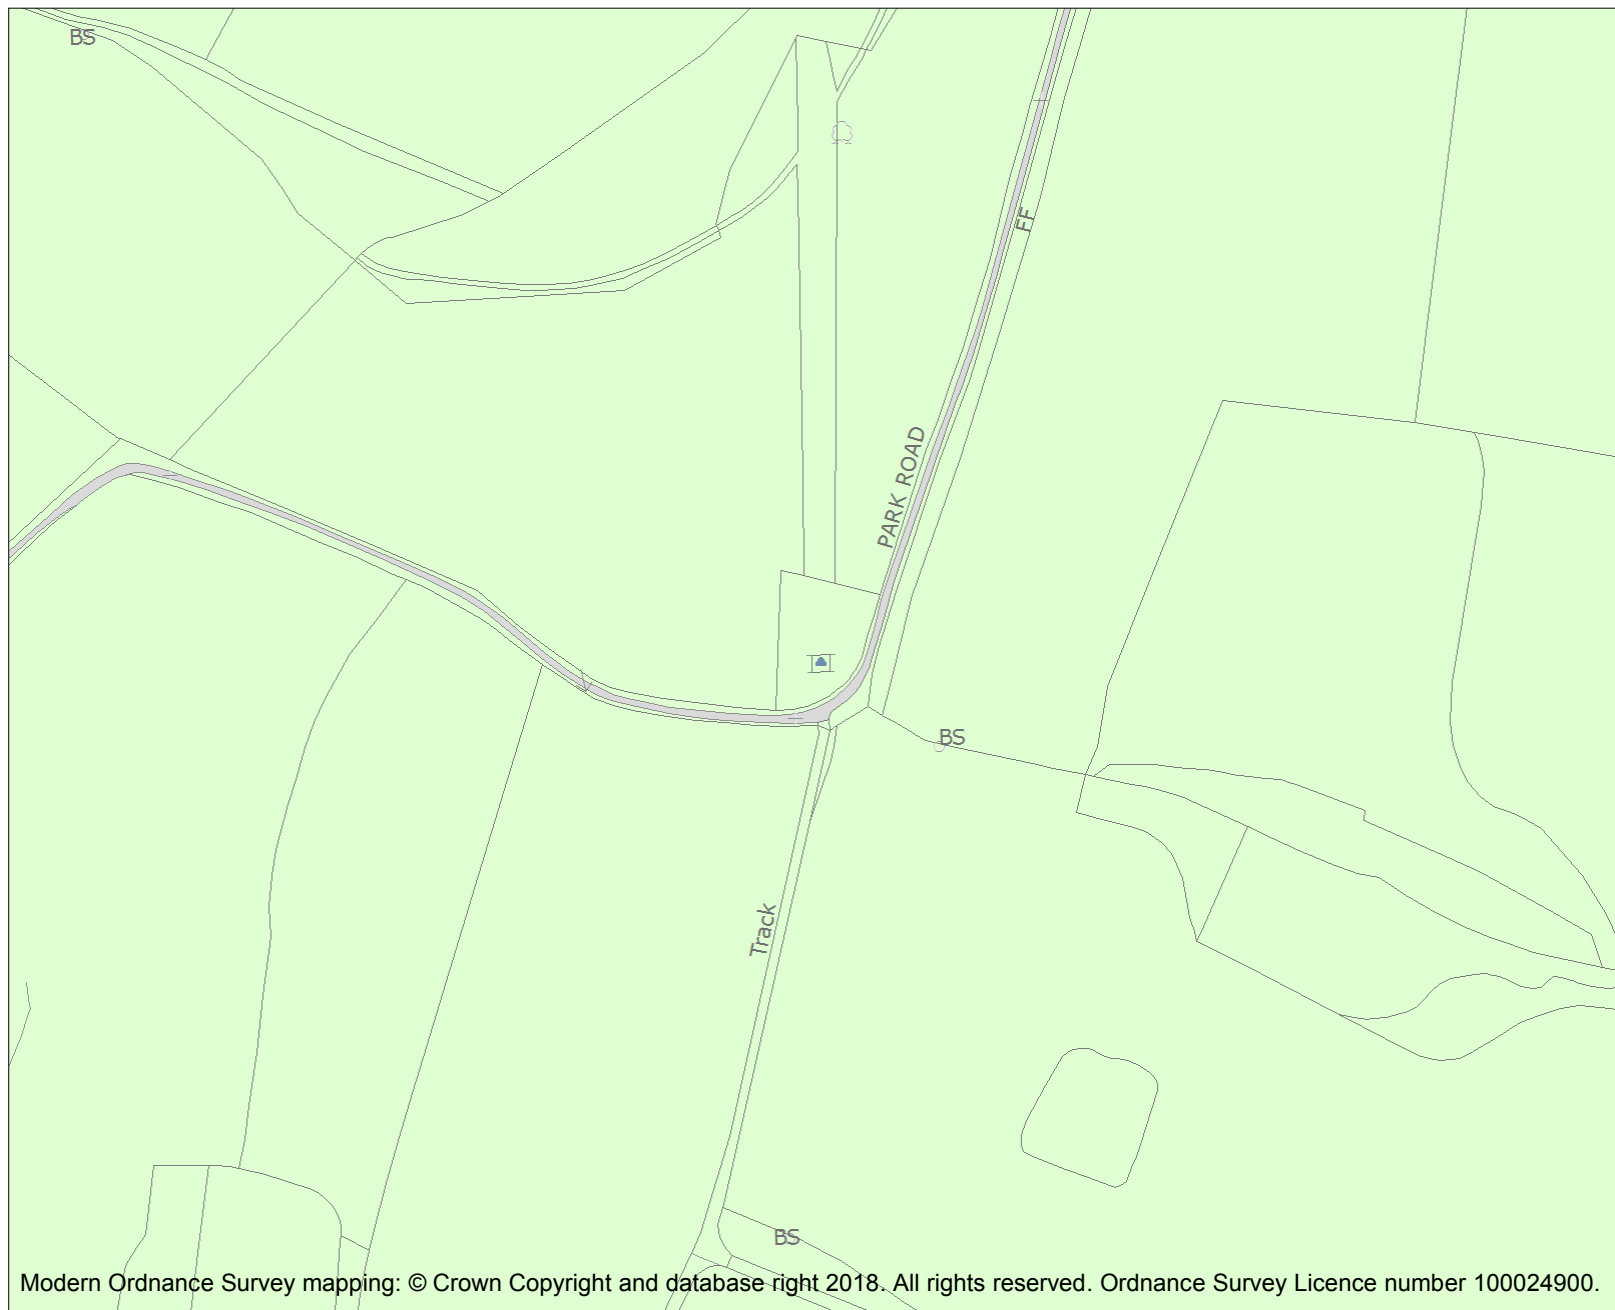 BS
FF
PARK ROAD
BS
Track
BS
Modern Ordnance Survey mapping: © Crown Copyright and database right 2018. All rights reserved. Ordnance Survey Licence number 100024900.